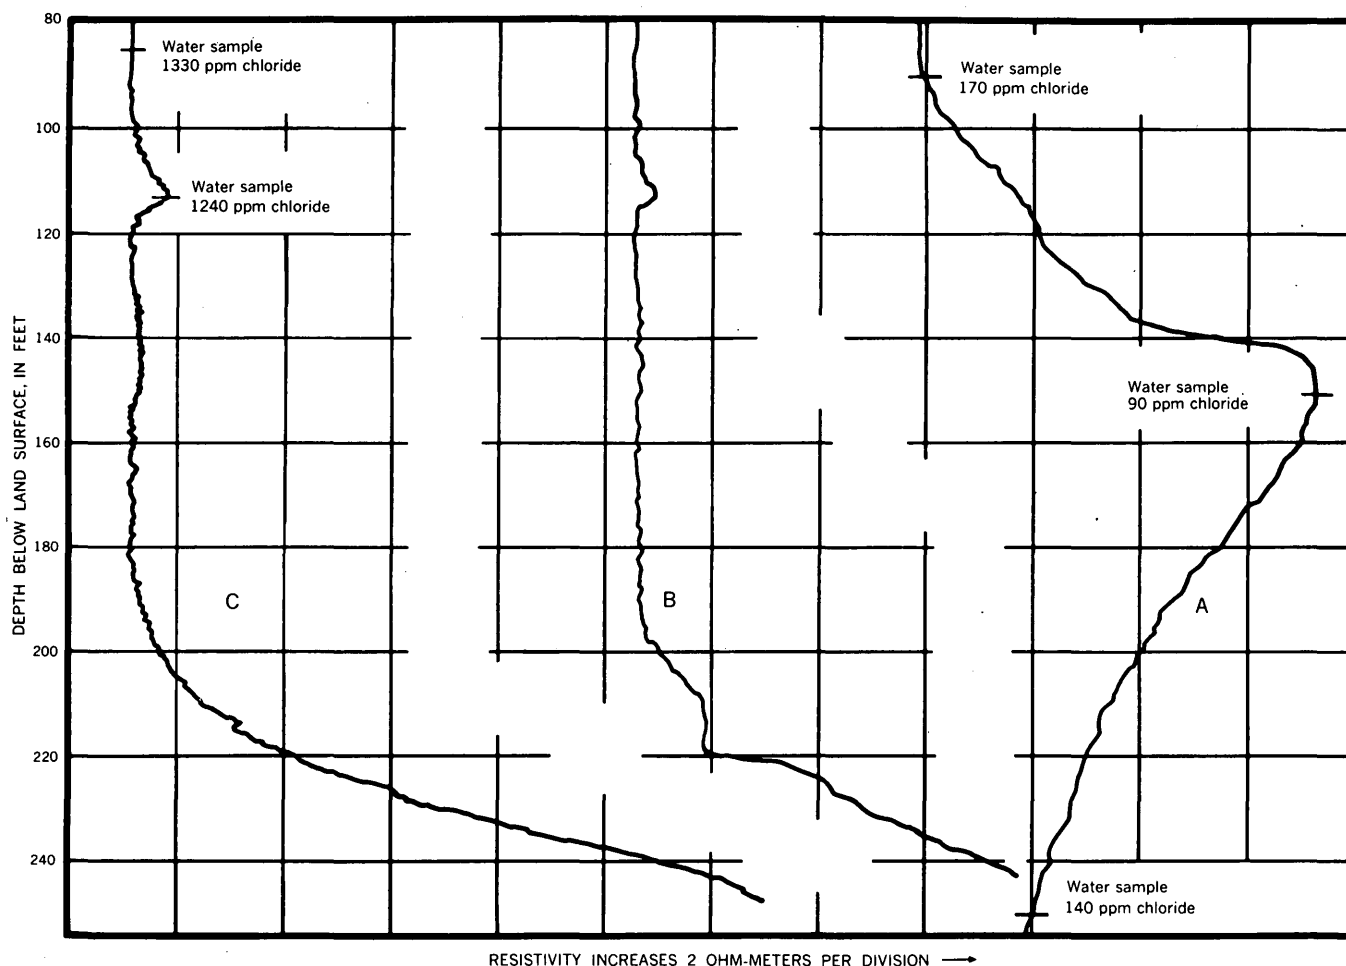 80
Water sample
1330 ppm chloride
Water sample
170 ppm chloride
100
Water sample
1240 ppm chloride
120
140
Water sample
90 ppm chloride
160
180
C
B
A
200
220
240
Water sample
140 ppm chloride
DEPTH BELOW LAND SURFACE, IN FEET
RESISTIVITY INCREASES 2 OHM-METERS PER DIVISION →